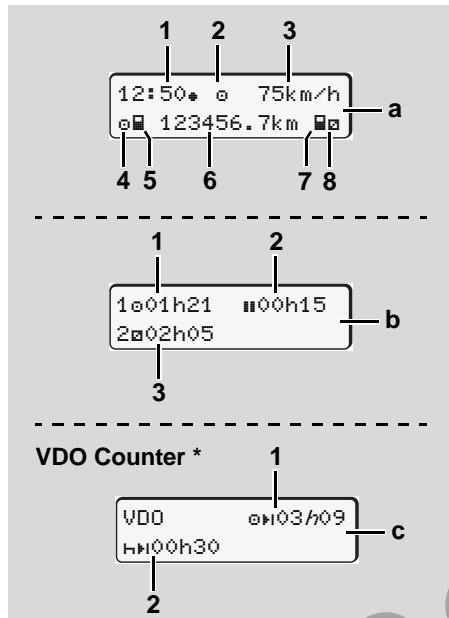 1 2 3
12:50● ⊙ 75km/h
a
⊙ 123456.7km
4 5 6 7 8
1 2
1⊙01h21 00h15
b
2 02h05
3
VDO Counter * 1
VDO ⊙ 03h09
c
00h30
2